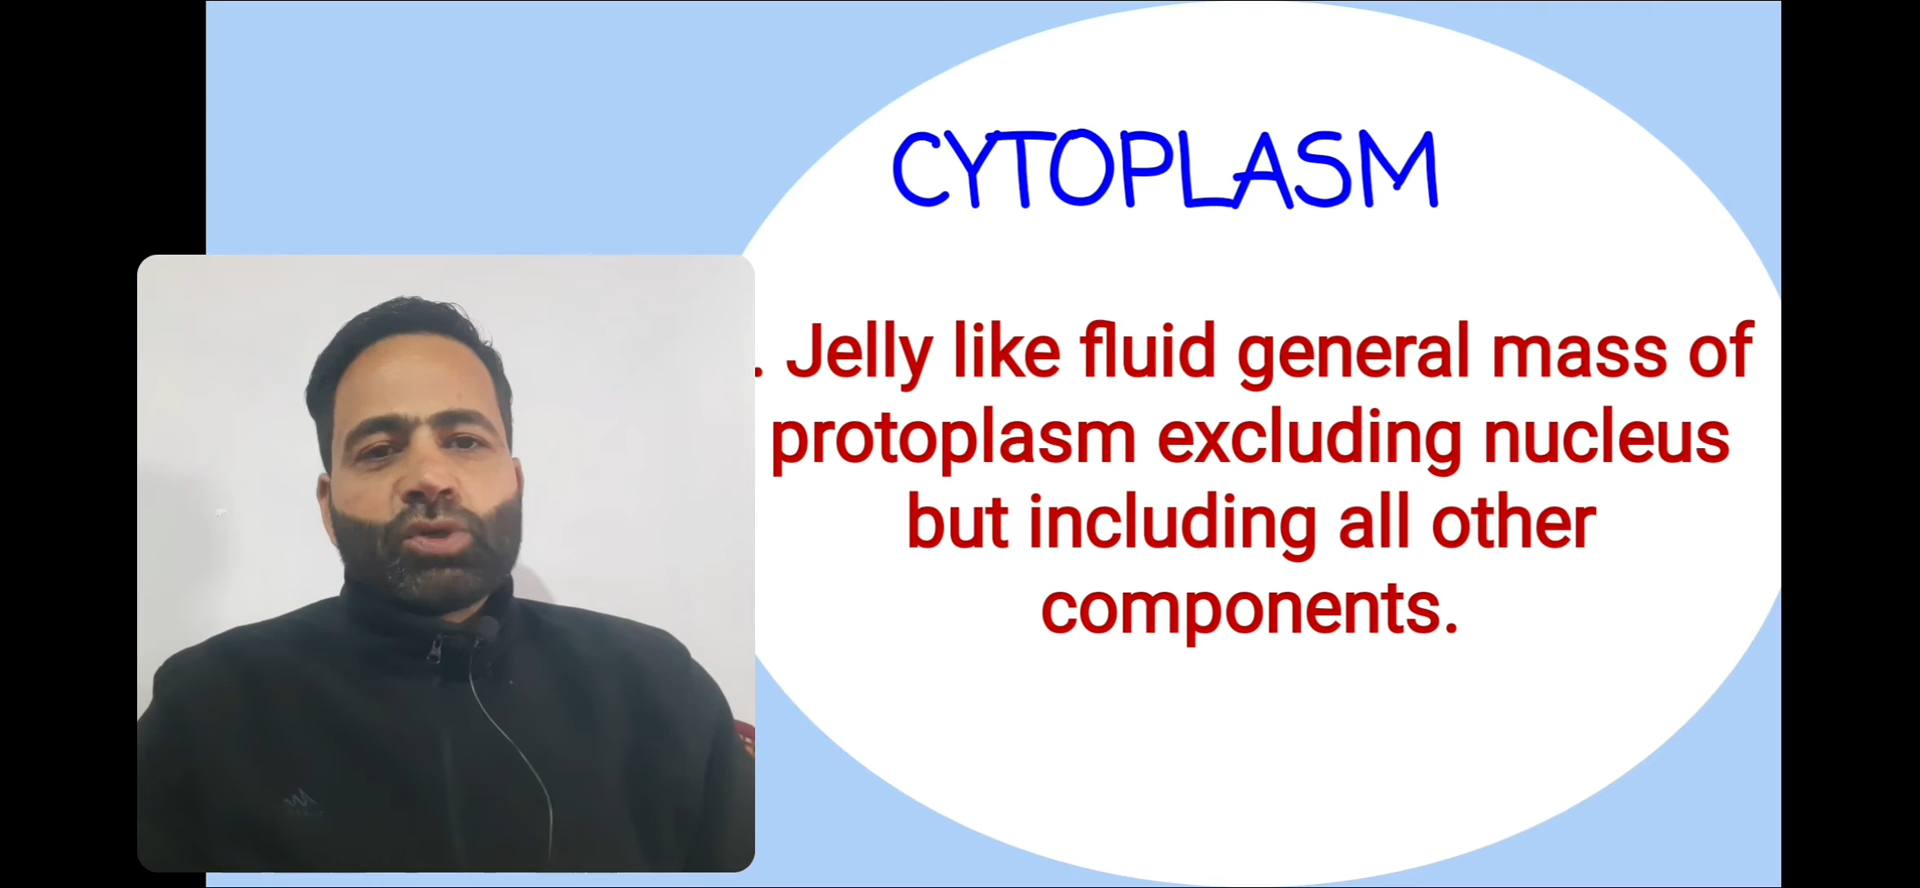 CYTOPLASM
. Jelly like fluid general mass of
protoplasm excluding nucleus
but including all other
components.